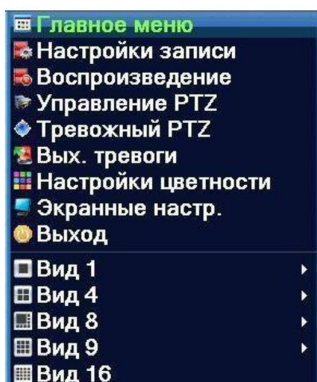 Главное меню
Настройки записи
Воспроизведение
Управление PTZ
Тревожный PTZ
Вых. тревоги
Настройки цветности
Экранные настр.
Выход
Вид 1
Вид 4
Вид 8
Вид 9
Вид 16